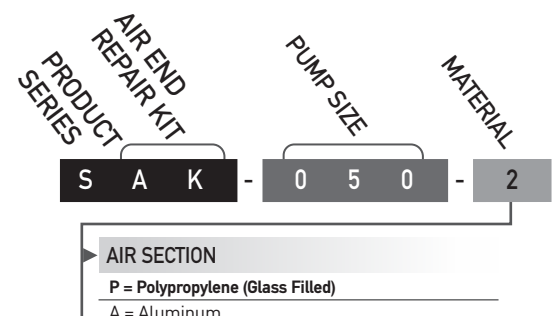 PRODUCT
SERIES
AIR END
REPAIR KIT
PUMP SIZE
MATERIAL
S A K - 0 5 0 - 2
AIR SECTION
P = Polypropylene (Glass Filled)
A = Aluminum